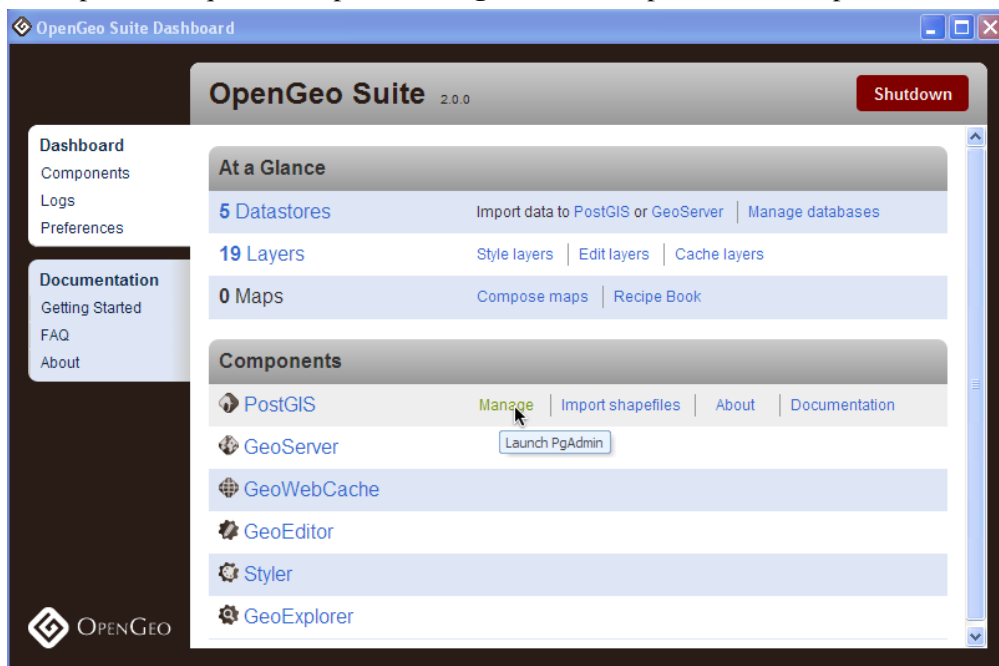 OpenGeo Suite Dashboard
OpenGeo Suite 2.0.0
Shutdown
Dashboard
Components
Logs
Preferences
Documentation
Getting Started
FAQ
About
At a Glance
5 Datastores Import data to PostGIS or GeoServer Manage databases
19 Layers Style layers Edit layers Cache layers
0 Maps Compose maps Recipe Book
Components
PostGIS Manage Import shapefiles About Documentation
Launch PgAdmin
GeoServer
GeoWebCache
GeoEditor
Styler
GeoExplorer
OPENGEO